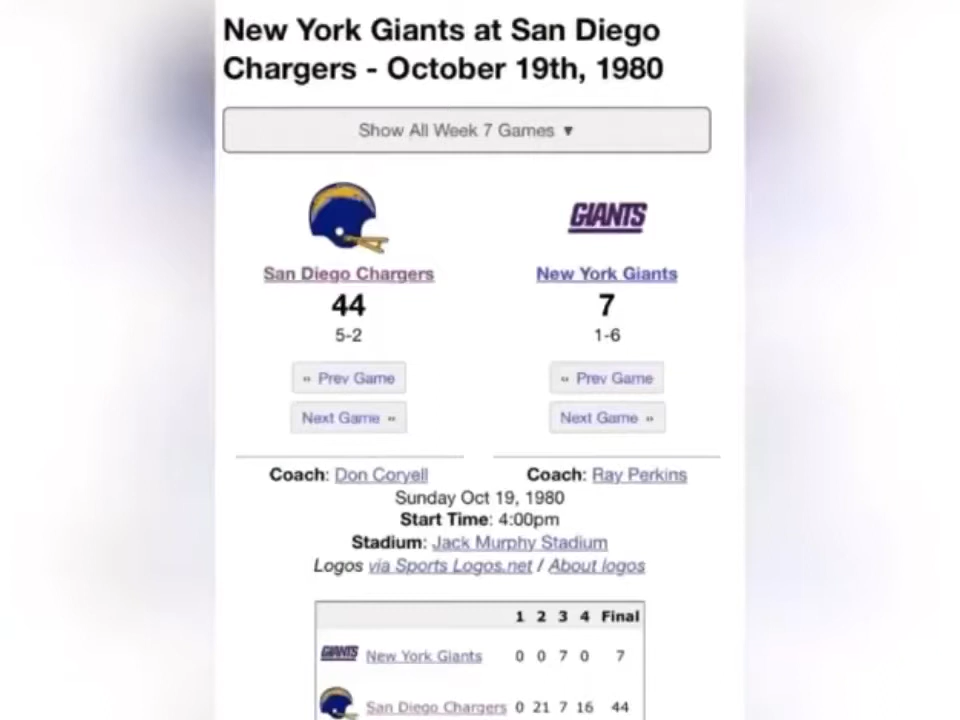 New York Giants at San Diego
Chargers - October 19th, 1980
Show All Week 7 Games ▼
GIANTS
San Diego Chargers New York Giants
44 7
5-2 1-6
« Prev Game « Prev Game
Next Game » Next Game »
Coach: Don Coryell Coach: Ray Perkins
Sunday Oct 19, 1980
Start Time: 4:00pm
Stadium: Jack Murphy Stadium
Logos via Sports Logos.net / About logos
1 2 3 4 Final
GIANTS New York Giants 0 0 7 0 7
San Diego Chargers 0 21 7 16 44